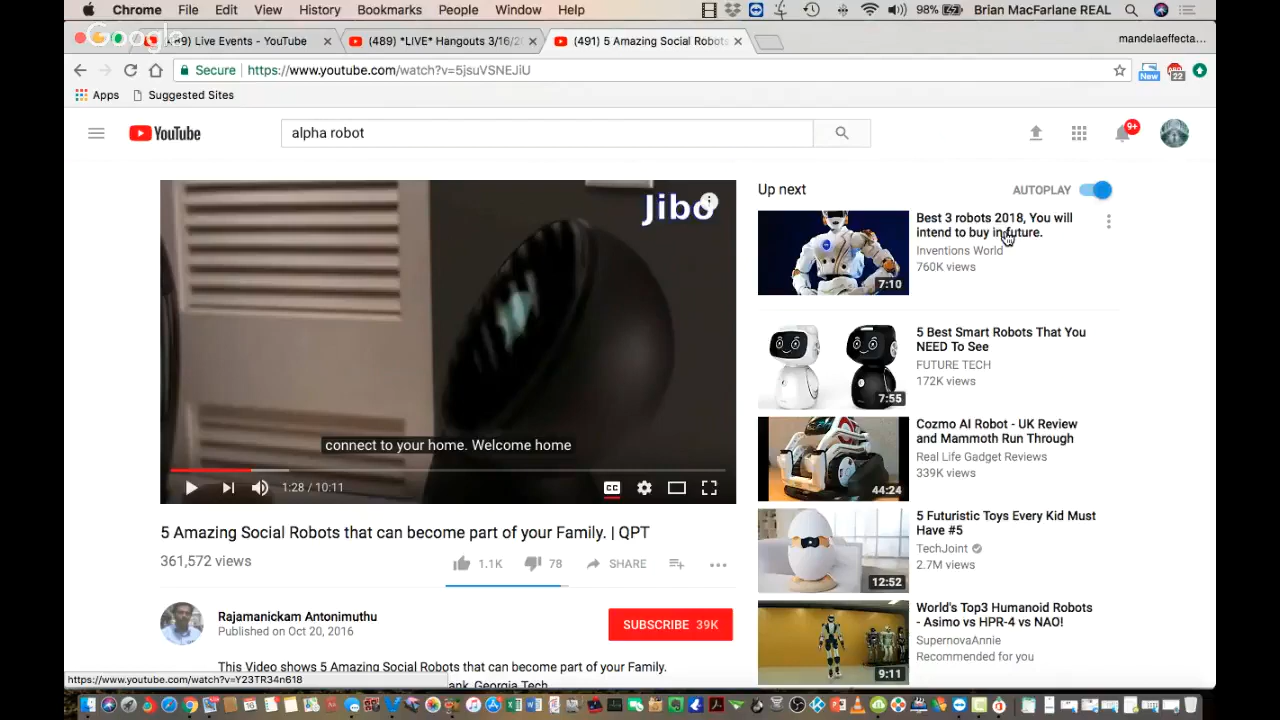 Chrome File Edit View History Bookmarks People Window Help 98% Brian MacFarlane REAL
Google
Live Events - YouTube (489) *LIVE* Hangouts 3/16/2 (491) 5 Amazing Social Robots mandelaeffecta...
Secure https://www.youtube.com/watch?v=5jsuVSNEJiU New 22
Apps Suggested Sites
YouTube alpha robot 9+
Jibo
connect to your home. Welcome home
1:28 / 10:11 CC
5 Amazing Social Robots that can become part of your Family. | QPT
361,572 views
1.1K 78 SHARE
Rajamanickam Antonimuthu
Published on Oct 20, 2016
SUBSCRIBE 39K
This Video shows 5 Amazing Social Robots that can become part of your Family.
Georgia Tech
Up next AUTOPLAY
Best 3 robots 2018, You will
intend to buy in future.
Inventions World
760K views
7:10
5 Best Smart Robots That You
NEED To See
FUTURE TECH
172K views
7:55
Cozmo AI Robot - UK Review
and Mammoth Run Through
Real Life Gadget Reviews
339K views
44:24
5 Futuristic Toys Every Kid Must
Have #5
TechJoint
2.7M views
12:52
World's Top3 Humanoid Robots
- Asimo vs HPR-4 vs NAO!
SupernovaAnnie
Recommended for you
9:11
https://www.youtube.com/watch?v=Y23TR34n618